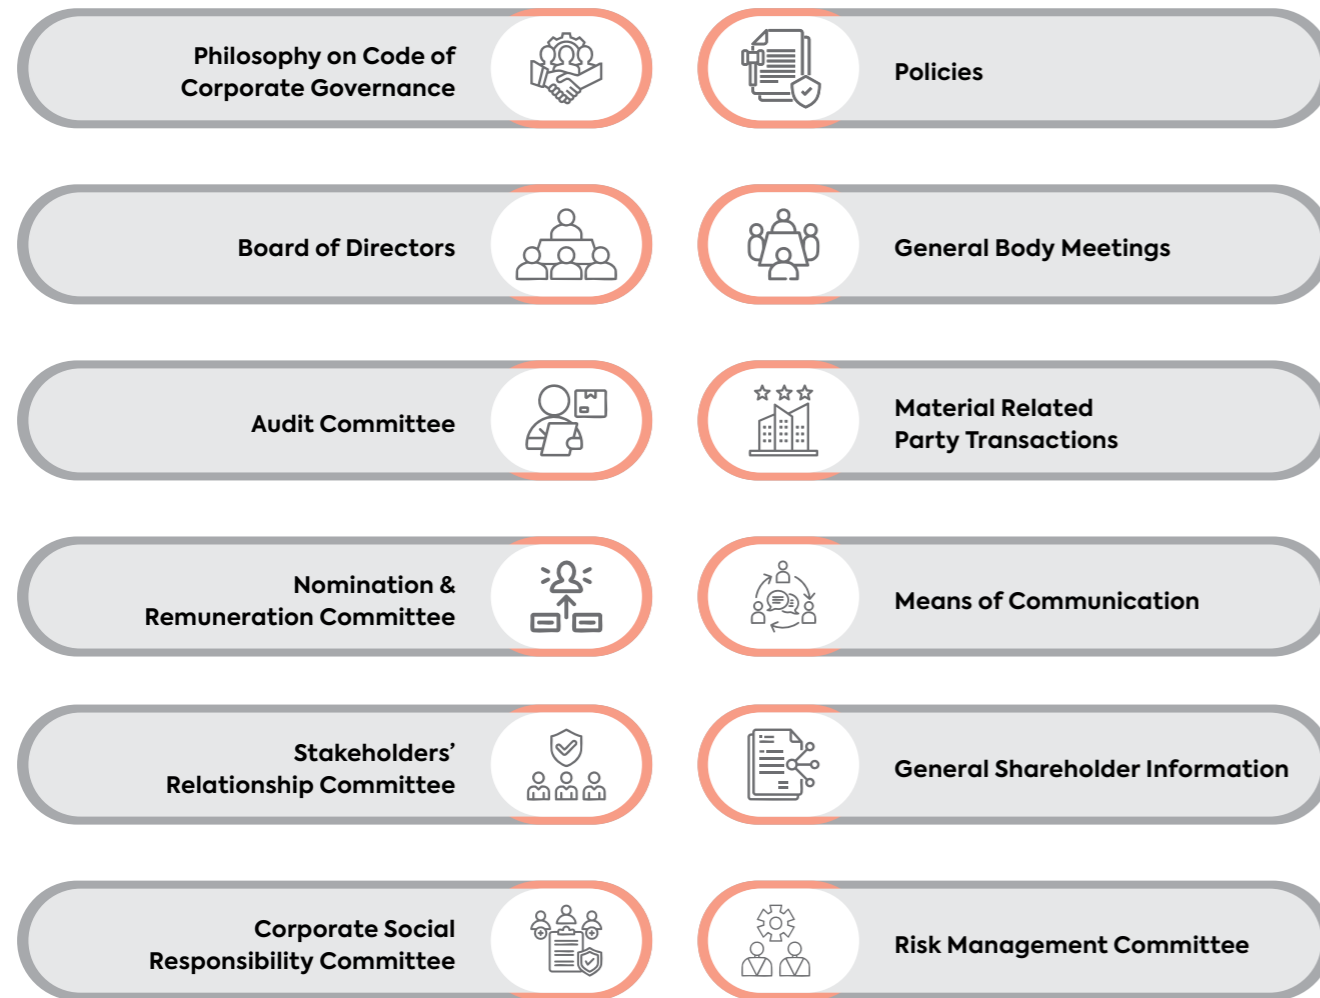 Philosophy on Code of
Corporate Governance
Policies
Board of Directors
General Body Meetings
Audit Committee
Material Related
Party Transactions
Nomination &
Remuneration Committee
Means of Communication
Stakeholders’
Relationship Committee
General Shareholder Information
Corporate Social
Responsibility Committee
Risk Management Committee